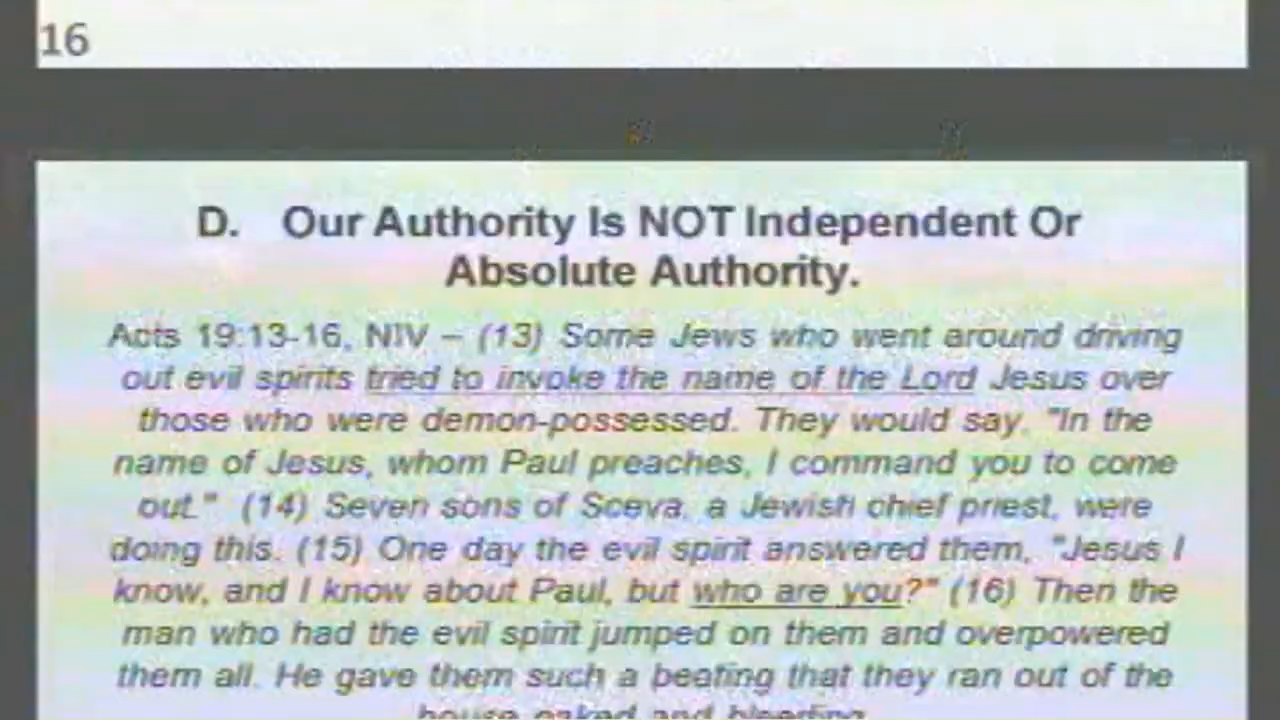 16
D. Our Authority Is NOT Independent Or
Absolute Authority.
Acts 19:13-16, NIV – (13) Some Jews who went around driving
out evil spirits tried to invoke the name of the Lord Jesus over
those who were demon-possessed. They would say, "In the
name of Jesus, whom Paul preaches, I command you to come
out." (14) Seven sons of Sceva, a Jewish chief priest, were
doing this. (15) One day the evil spirit answered them, "Jesus I
know, and I know about Paul, but who are you?" (16) Then the
man who had the evil spirit jumped on them and overpowered
them all. He gave them such a beating that they ran out of the
house naked and bleeding.